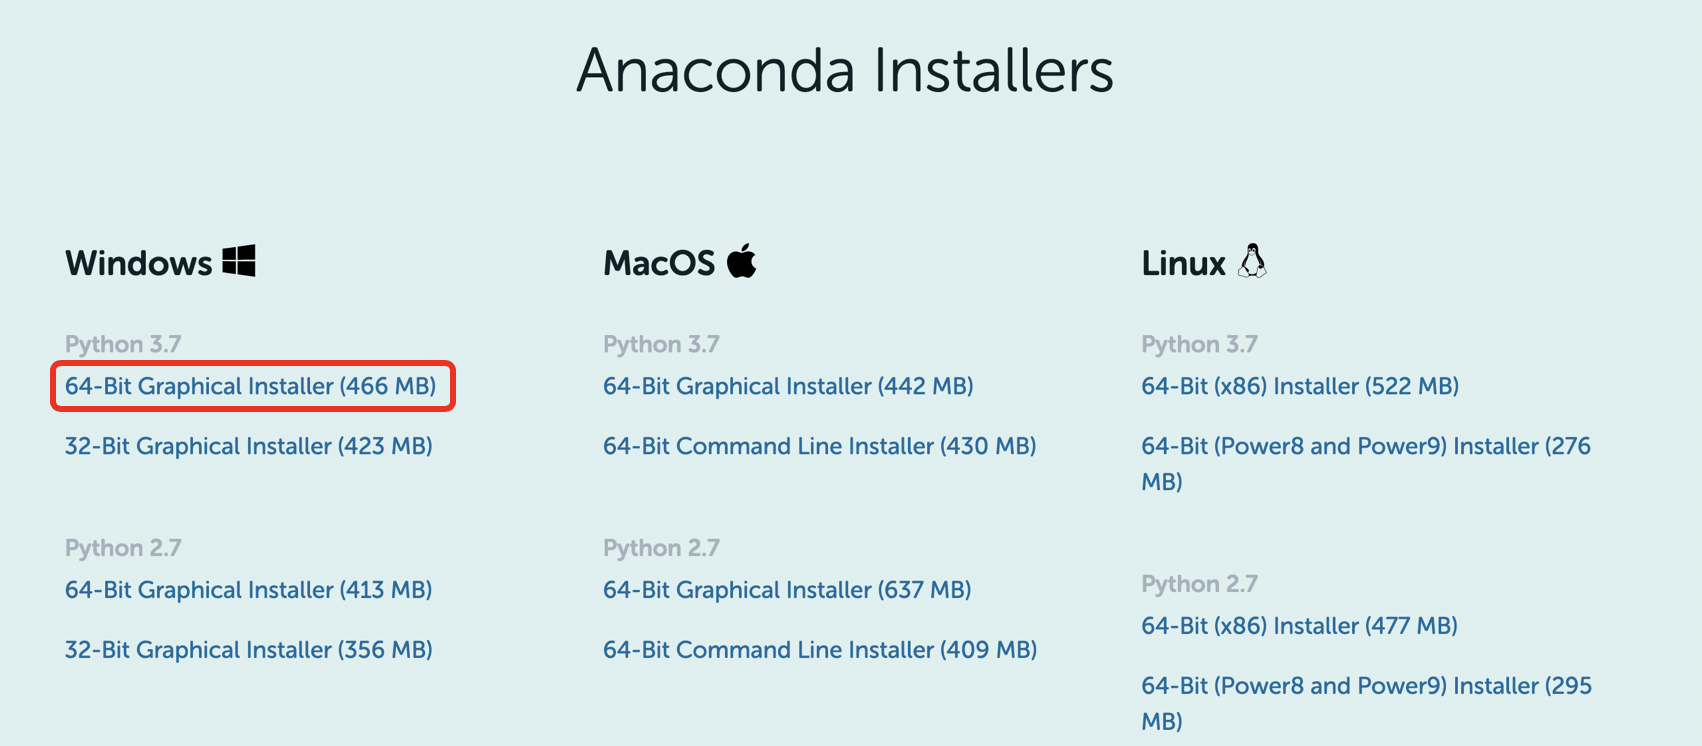 Anaconda Installers
Windows
Python 3.7
64-Bit Graphical Installer (466 MB)
32-Bit Graphical Installer (423 MB)
Python 2.7
64-Bit Graphical Installer (413 MB)
32-Bit Graphical Installer (356 MB)
MacOS
Python 3.7
64-Bit Graphical Installer (442 MB)
64-Bit Command Line Installer (430 MB)
Python 2.7
64-Bit Graphical Installer (637 MB)
64-Bit Command Line Installer (409 MB)
Linux
Python 3.7
64-Bit (x86) Installer (522 MB)
64-Bit (Power8 and Power9) Installer (276
MB)
Python 2.7
64-Bit (x86) Installer (477 MB)
64-Bit (Power8 and Power9) Installer (295
MB)